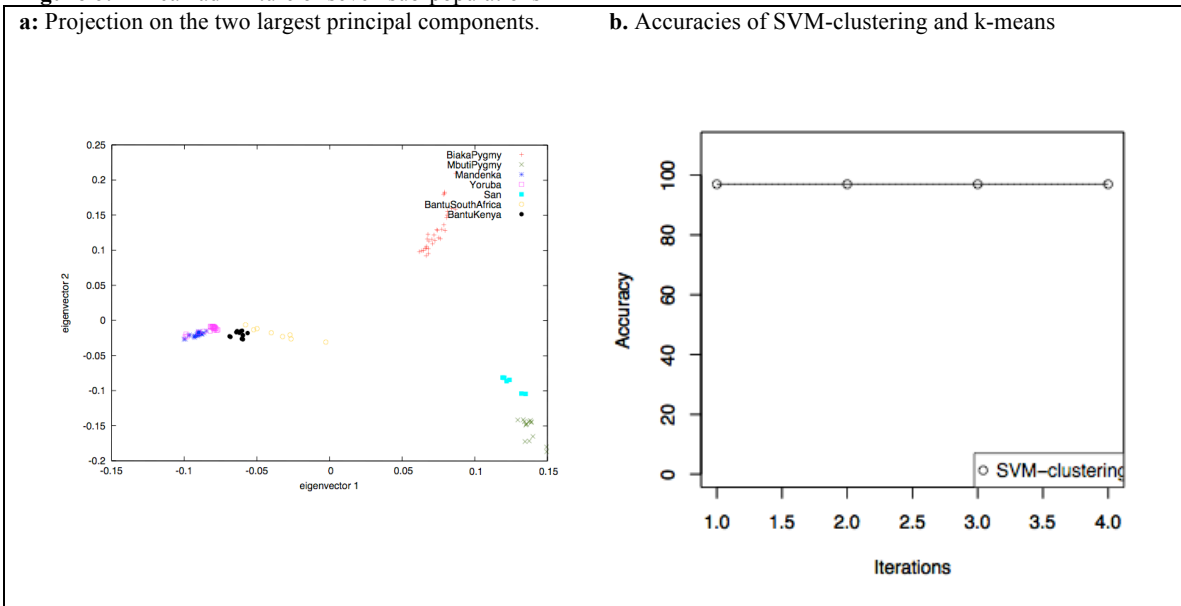 a: Projection on the two largest principal components.
b. Accuracies of SVM-clustering and k-means
0.25
0.2
0.15
0.1
0.05
0
-0.05
-0.1
-0.15
-0.2
-0.15
-0.1
-0.05
0
0.05
0.1
0.15
eigenvector 2
eigenvector 1
BiakaPygmy
MbutiPygmy
Mandenka
Yoruba
San
BantuSouthAfrica
BantuKenya
100
80
60
40
20
0
Accuracy
SVM-clustering
1.0
1.5
2.0
2.5
3.0
3.5
4.0
Iterations